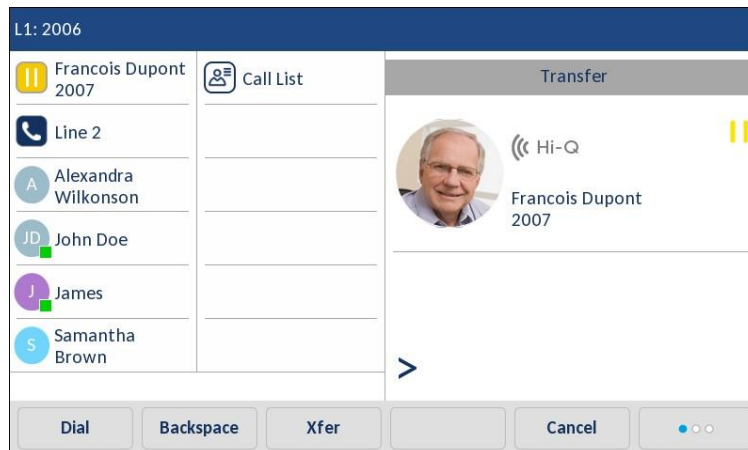 L1: 2006
Francois Dupont
2007
Line 2
A
Alexandra
Wilkonson
JD
John Doe
J
James
S
Samantha
Brown
Call List
Transfer
Hi-Q
Francois Dupont
2007
>
Dial
Backspace
Xfer
Cancel